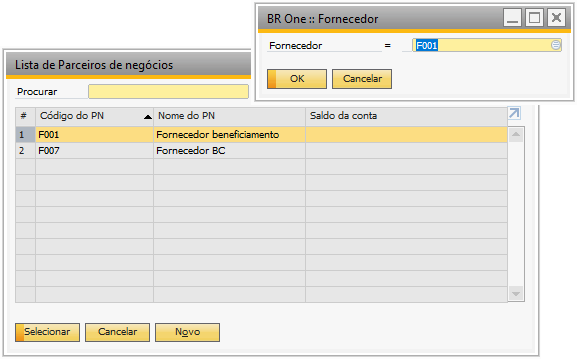 BR One :: Fornecedor
Fornecedor = F001
OK Cancelar
Lista de Parceiros de negócios
Procurar
# Código do PN Nome do PN Saldo da conta
1 F001 Fornecedor beneficiamento
2 F007 Fornecedor BC
Selecionar Cancelar Novo